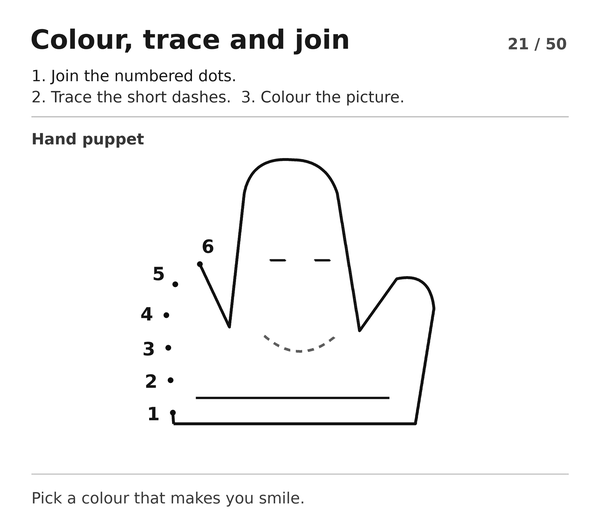 Colour, trace and join
21 / 50
1. Join the numbered dots.
2. Trace the short dashes.  3. Colour the picture.
Hand puppet
6
5
4
3
2
1
Pick a colour that makes you smile.